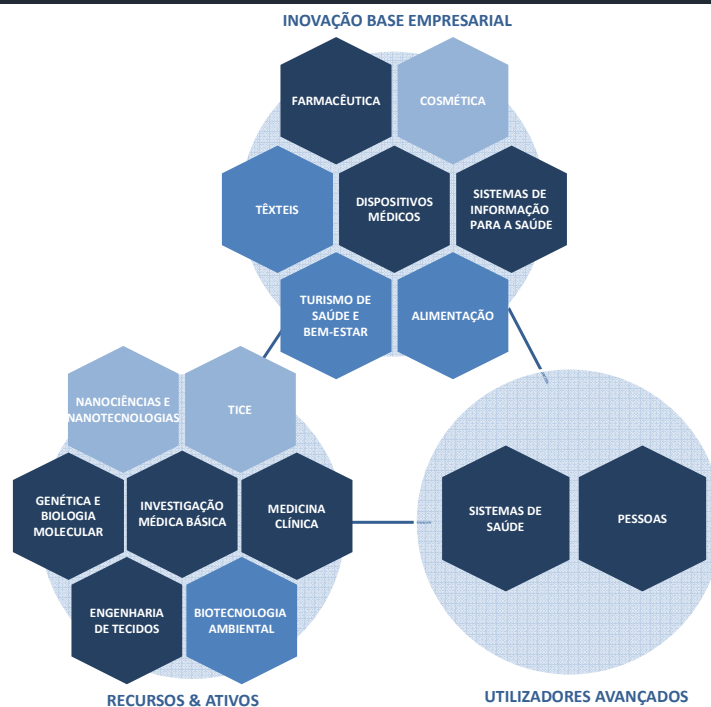 INOVAÇÃO BASE EMPRESARIAL
FARMACÊUTICA
COSMÉTICA
TÊXTEIS
DISPOSITIVOS
MÉDICOS
SISTEMAS DE
INFORMAÇÃO
PARA A SAÚDE
TURISMO DE
SAÚDE E
BEM-ESTAR
ALIMENTAÇÃO
NANOCIÊNCIAS E
NANOTECNOLOGIAS
TICE
GENÉTICA E
BIOLOGIA
MOLECULAR
INVESTIGAÇÃO
MÉDICA BÁSICA
MEDICINA
CLÍNICA
ENGENHARIA
DE TECIDOS
BIOTECNOLOGIA
AMBIENTAL
RECURSOS & ATIVOS
SISTEMAS DE
SAÚDE
PESSOAS
UTILIZADORES AVANÇADOS